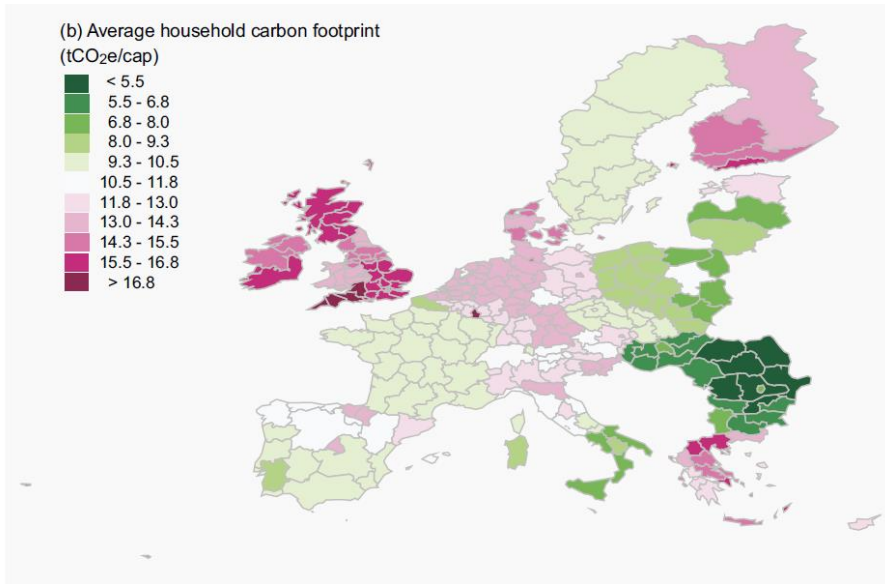 (b) Average household carbon footprint
(tCO₂e/cap)
< 5.5
5.5 - 6.8
6.8 - 8.0
8.0 - 9.3
9.3 - 10.5
10.5 - 11.8
11.8 - 13.0
13.0 - 14.3
14.3 - 15.5
15.5 - 16.8
> 16.8